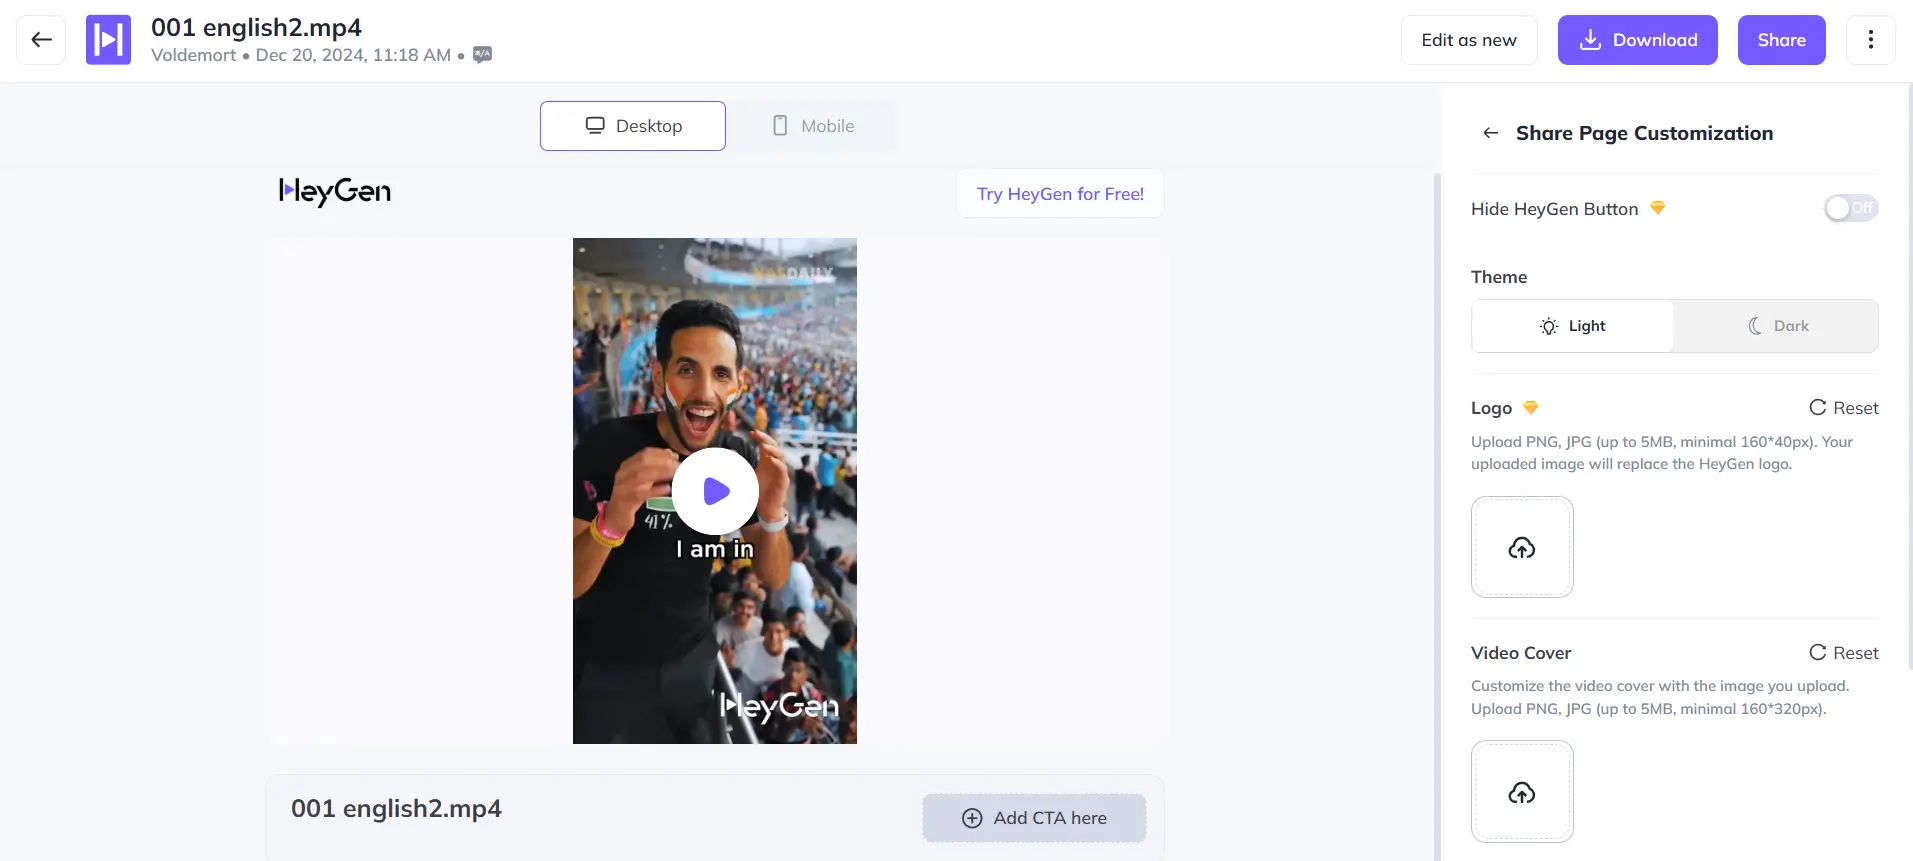 001 english2.mp4
Voldemort • Dec 20, 2024, 11:18 AM •
Edit as new
Download
Share
Desktop
Mobile
HeyGen
Try HeyGen for Free!
NASDAILY
41%
I am in
HeyGen
001 english2.mp4
Add CTA here
Share Page Customization
Hide HeyGen Button
Off
Theme
Light
Dark
Logo
Reset
Upload PNG, JPG (up to 5MB, minimal 160*40px). Your
uploaded image will replace the HeyGen logo.
Video Cover
Reset
Customize the video cover with the image you upload.
Upload PNG, JPG (up to 5MB, minimal 160*320px).